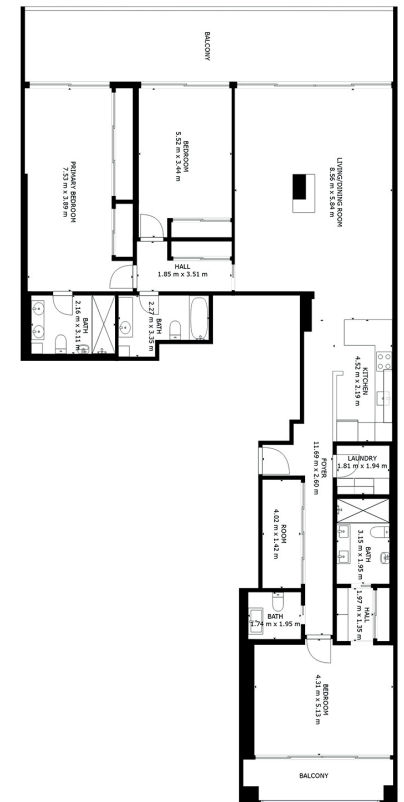 BALCONY
PRIMARY BEDROOM
7.53 m x 3.89 m
BEDROOM
5.52 m x 3.44 m
LIVING/DINING ROOM
8.56 m x 5.84 m
HALL
1.85 m x 3.51 m
BATH
2.16 m x 3.11 m
BATH
2.27 m x 3.35 m
KITCHEN
4.52 m x 2.19 m
FOYER
11.69 m x 2.60 m
LAUNDRY
1.81 m x 1.94 m
ROOM
4.02 m x 1.42 m
BATH
3.15 m x 1.95 m
HALL
1.97 m x 1.35 m
BATH
1.74 m x 1.95 m
BEDROOM
4.31 m x 5.13 m
BALCONY